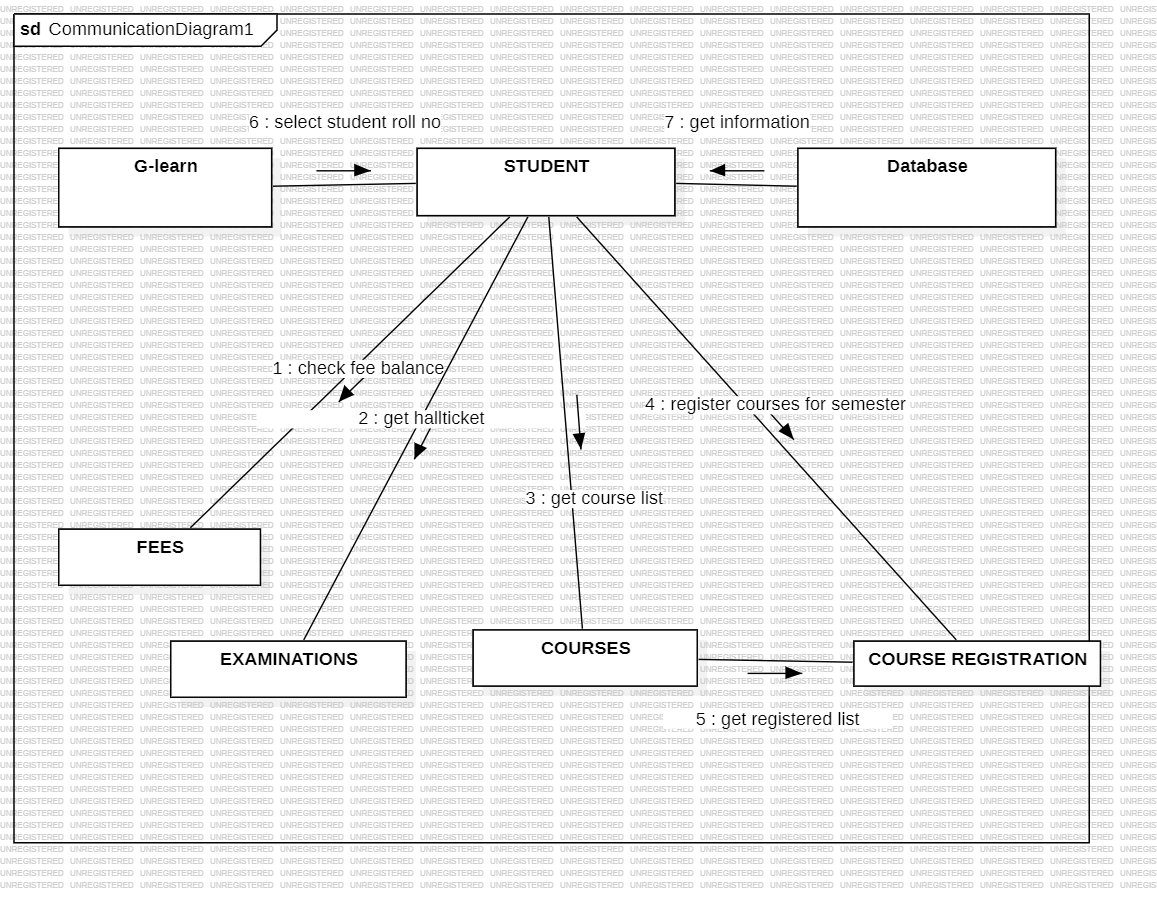 sd CommunicationDiagram1
6 : select student roll no
7 : get information
G-learn
STUDENT
Database
1 : check fee balance
2 : get hallticket
4 : register courses for semester
3 : get course list
FEES
EXAMINATIONS
COURSES
COURSE REGISTRATION
5 : get registered list
UNREGISTERED